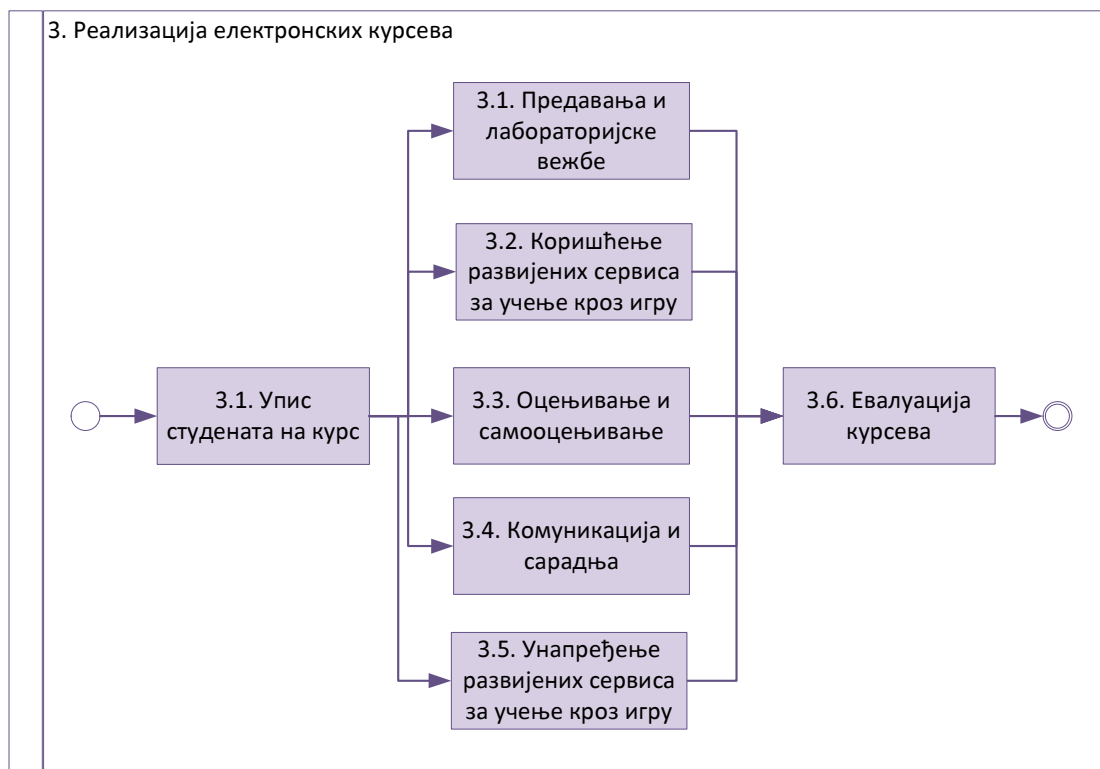 3. Реализација електронских курсева
3.1. Предавања и
лабораторијске
вежбе
3.2. Коришћење
развијених сервиса
за учење кроз игру
3.1. Упис
студената на курс
3.3. Оцењивање и
самооцењивање
3.6. Евалуација
курсева
3.4. Комуникација и
сарадња
3.5. Унапређење
развијених сервиса
за учење кроз игру